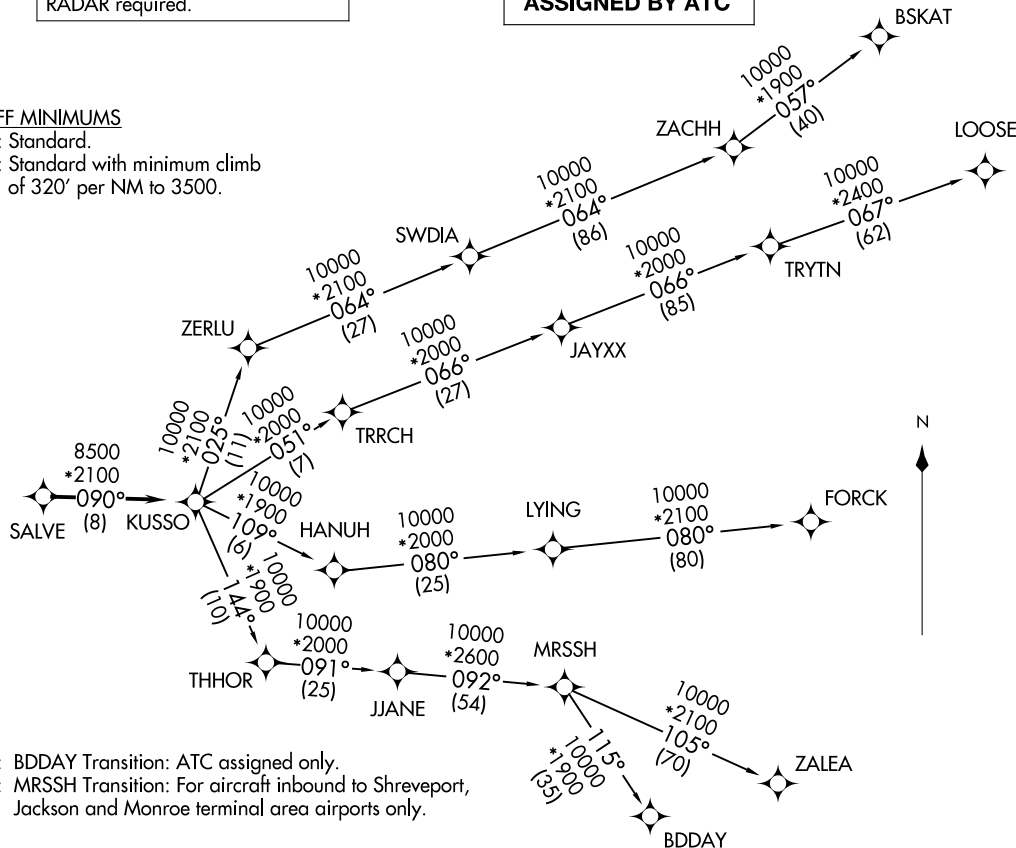 RADAR required.
ASSIGNED BY ATC
FF MINIMUMS
: Standard.
: Standard with minimum climb
of 320' per NM to 3500.
BSKAT
10000
*1900
057°
(40)
ZACHH
LOOSE
10000
*2100
064°
(86)
10000
*2400
067°
(62)
SWDIA
TRYTN
10000
*2100
064°
(27)
10000
*2000
066°
(85)
ZERLU
JAYXX
10000
*2000
066°
(27)
10000
*2100
025°
(11)
10000
*2000
051°
(7)
TRRCH
N
8500
*2100
090°
(8)
SALVE
KUSSO
10000
*1900
109°
(6)
HANUH
10000
*2000
080°
(25)
LYING
10000
*2100
080°
(80)
FORCK
10000
*1900
144°
(10)
THHOR
10000
*2000
091°
(25)
JJANE
10000
*2600
092°
(54)
MRSSH
10000
*2100
105°
(70)
ZALEA
115°
10000
*1900
(35)
BDDAY
: BDDAY Transition: ATC assigned only.
: MRSSH Transition: For aircraft inbound to Shreveport,
Jackson and Monroe terminal area airports only.